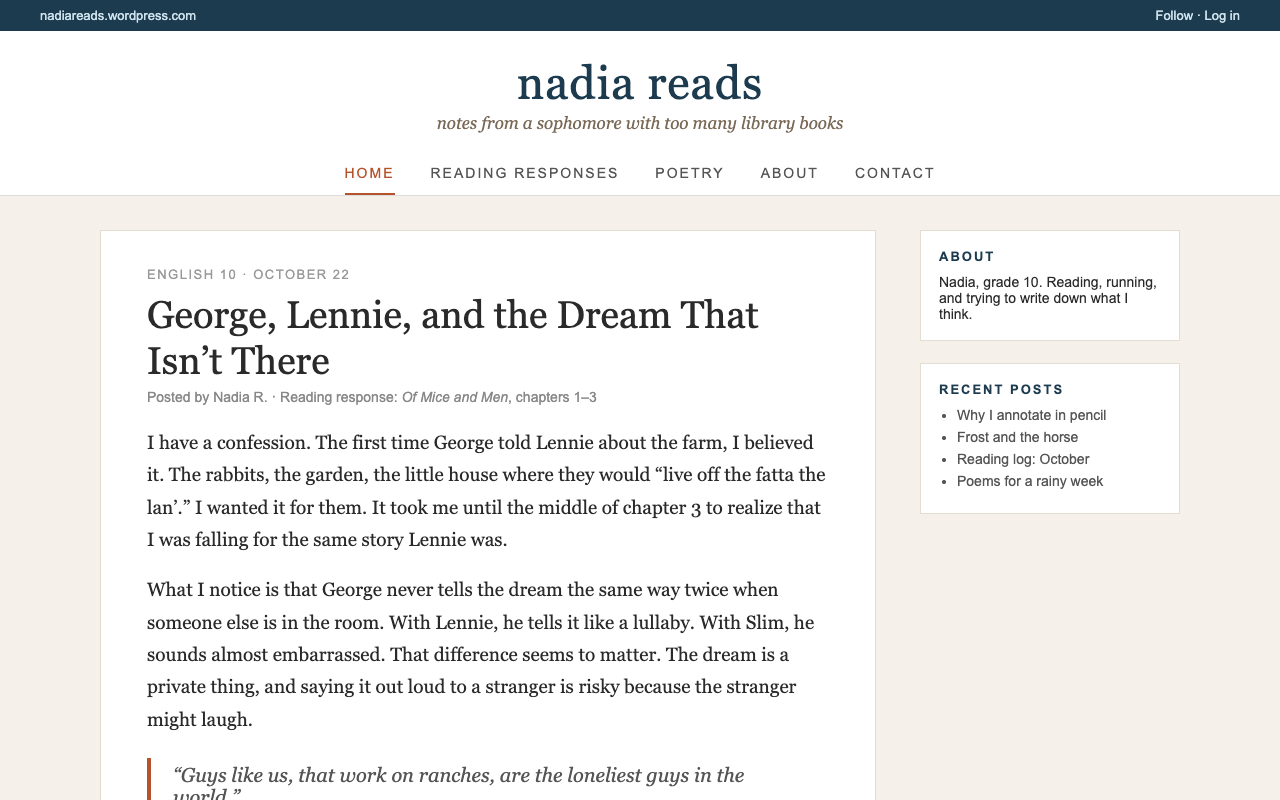 nadiareads.wordpress.com
Follow · Log in
nadia reads
notes from a sophomore with too many library books
HOME
READING RESPONSES
POETRY
ABOUT
CONTACT
ENGLISH 10 · OCTOBER 22
George, Lennie, and the Dream That
Isn’t There
Posted by Nadia R. · Reading response: Of Mice and Men, chapters 1–3
I have a confession. The first time George told Lennie about the farm, I believed
it. The rabbits, the garden, the little house where they would “live off the fatta the
lan’.” I wanted it for them. It took me until the middle of chapter 3 to realize that
I was falling for the same story Lennie was.
What I notice is that George never tells the dream the same way twice when
someone else is in the room. With Lennie, he tells it like a lullaby. With Slim, he
sounds almost embarrassed. That difference seems to matter. The dream is a
private thing, and saying it out loud to a stranger is risky because the stranger
might laugh.
“Guys like us, that work on ranches, are the loneliest guys in the
world.”
ABOUT
Nadia, grade 10. Reading, running,
and trying to write down what I
think.
RECENT POSTS
Why I annotate in pencil
Frost and the horse
Reading log: October
Poems for a rainy week